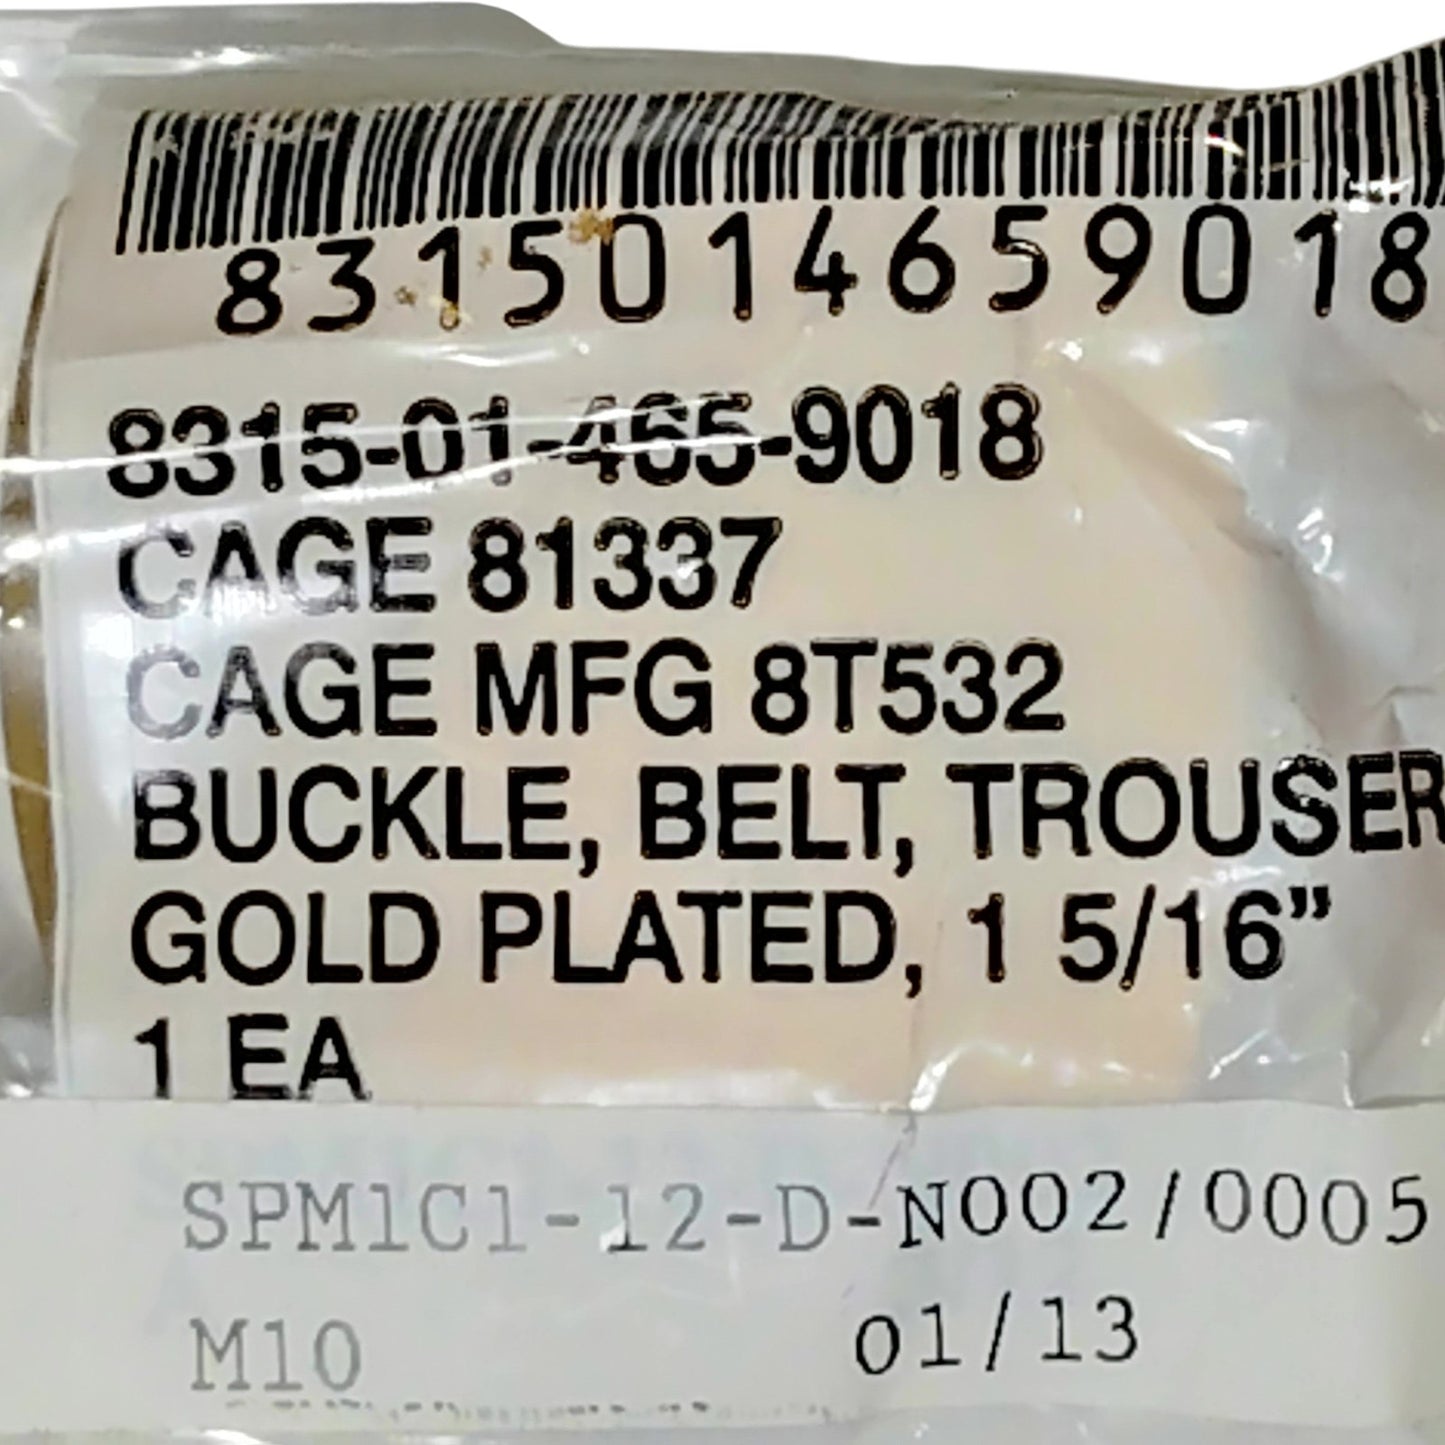 8315014659018
8315-01-465-9018
CAGE 81337
CAGE MFG 8T532
BUCKLE, BELT, TROUSER
GOLD PLATED, 1 5/16”
1 EA
SPM1C1-12-D-N002/0005
M10 01/13